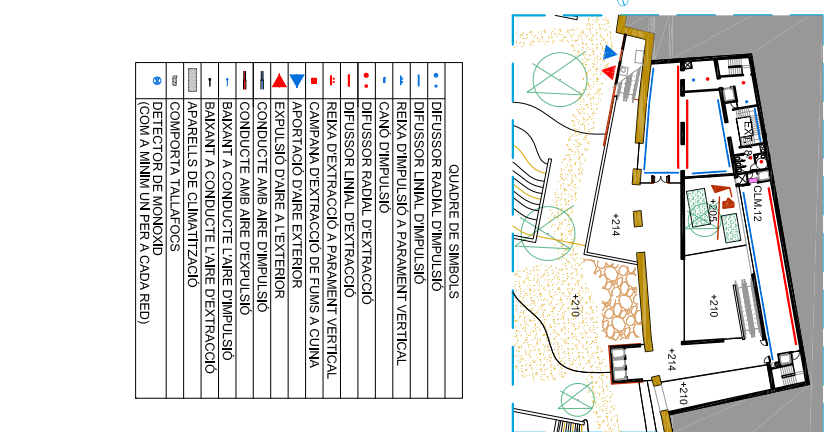 QUADRE DE SIMBOLS
DIFUSSOR RADIAL D'IMPULSIÓ
DIFUSSOR LINIAL D'IMPULSIÓ
REIXA D'IMPULSIÓ A PARAMENT VERTICAL
CANÓ D'IMPULSIÓ
DIFUSSOR RADIAL D'EXTRACCIÓ
DIFUSSOR LINIAL D'EXTRACCIÓ
REIXA D'EXTRACCIÓ A PARAMENT VERTICAL
CAMPANA D'EXTRACCIO DE FUMS A CUINA
APORTACIÓ D'AIRE EXTERIOR
EXPULSIÓ D'AIRE A L'EXTERIOR
CONDUCTE AMB AIRE D'IMPULSIÓ
CONDUCTE AMB AIRE D'EXPULSIÓ
BAIXANT A CONDUCTE L'AIRE D'IMPULSIÓ
BAIXANT A CONDUCTE L'AIRE D'EXTRACCIÓ
APARELLS DE CLIMATITZACIÓ
COMPORTA TALLAFOCS
DETECTOR DE MONOXID
(COM A MÍNIM UN PER A CADA RED)
CLM.12
+205
+214
+210
+210
+214
+210